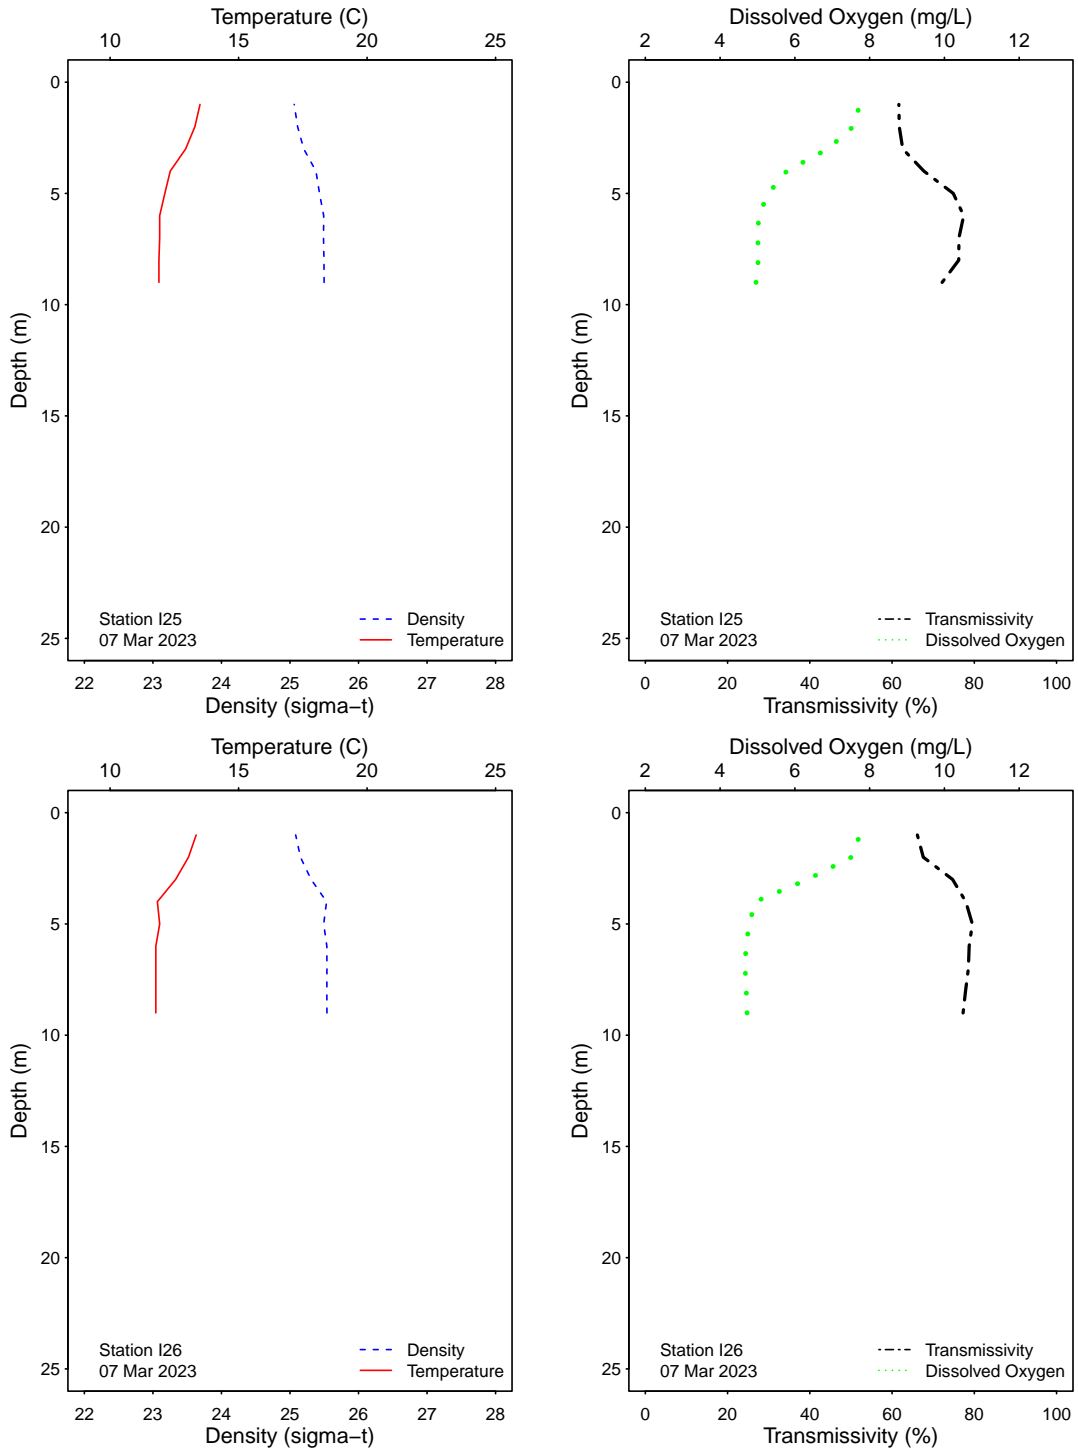 Temperature (C)
10 15 20 25
0
5
10
15
20
25
Depth (m)
Station I25
07 Mar 2023
Density
Temperature
22 23 24 25 26 27 28
Density (sigma−t)
Dissolved Oxygen (mg/L)
2 4 6 8 10 12
0
5
10
15
20
25
Depth (m)
Station I25
07 Mar 2023
Transmissivity
Dissolved Oxygen
0 20 40 60 80 100
Transmissivity (%)
Temperature (C)
10 15 20 25
0
5
10
15
20
25
Depth (m)
Station I26
07 Mar 2023
Density
Temperature
22 23 24 25 26 27 28
Density (sigma−t)
Dissolved Oxygen (mg/L)
2 4 6 8 10 12
0
5
10
15
20
25
Depth (m)
Station I26
07 Mar 2023
Transmissivity
Dissolved Oxygen
0 20 40 60 80 100
Transmissivity (%)